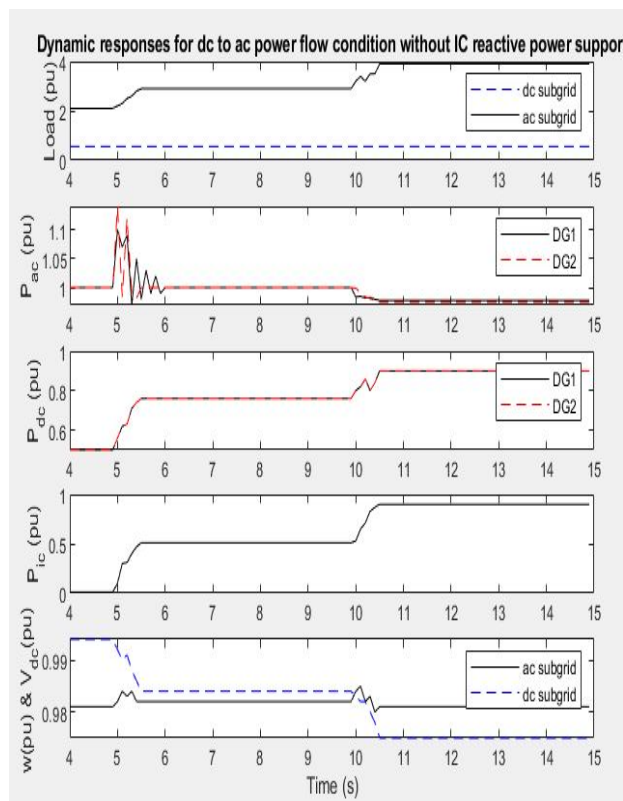 Dynamic responses for dc to ac power flow condition without IC reactive power suppor
Load (pu)
4
2
0
dc subgrid
ac subgrid
4 5 6 7 8 9 10 11 12 13 14 15
P_ac (pu)
1.1
1.05
1
DG1
DG2
4 5 6 7 8 9 10 11 12 13 14 15
P_dc (pu)
1
0.8
0.6
DG1
DG2
4 5 6 7 8 9 10 11 12 13 14 15
P_ic (pu)
1
0.5
0
4 5 6 7 8 9 10 11 12 13 14 15
w(pu) & V_dc(pu)
0.99
0.98
ac subgrid
dc subgrid
4 5 6 7 8 9 10 11 12 13 14 15
Time (s)